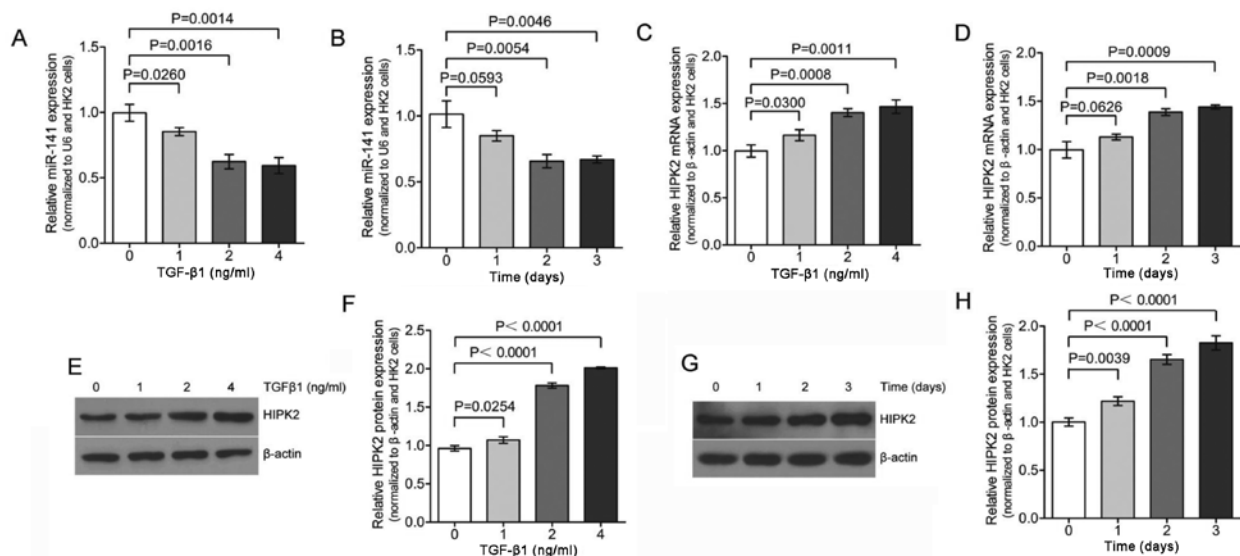 A
P=0.0014
P=0.0016
P=0.0260
Relative miR-141 expression
(normalized to U6 and HK2 cells)
1.5
1.0
0.5
0.0
0 1 2 4
TGF-β1 (ng/ml)
B
P=0.0046
P=0.0054
P=0.0593
Relative miR-141 expression
(normalized to U6 and HK2 cells)
1.5
1.0
0.5
0.0
0 1 2 3
Time (days)
C
P=0.0011
P=0.0008
P=0.0300
Relative HIPK2 mRNA expression
(normalized to β -actin and HK2 cells)
2.0
1.5
1.0
0.5
0.0
0 1 2 4
TGF-β1 (ng/ml)
D
P=0.0009
P=0.0018
P=0.0626
Relative HIPK2 mRNA expression
(normalized to β -actin and HK2 cells)
2.0
1.5
1.0
0.5
0.0
0 1 2 3
Time (days)
E
0 1 2 4 TGFβ1 (ng/ml)
HIPK2
β-actin
F
P< 0.0001
P< 0.0001
P=0.0254
Relative HIPK2 protein expression
(normalized to β -actin and HK2 cells)
2.5
2.0
1.5
1.0
0.5
0.0
0 1 2 4
TGF-β1 (ng/ml)
G
0 1 2 3 Time (days)
HIPK2
β-actin
H
P< 0.0001
P< 0.0001
P=0.0039
Relative HIPK2 protein expression
(normalized to β -actin and HK2 cells)
2.0
1.5
1.0
0.5
0.0
0 1 2 3
Time (days)